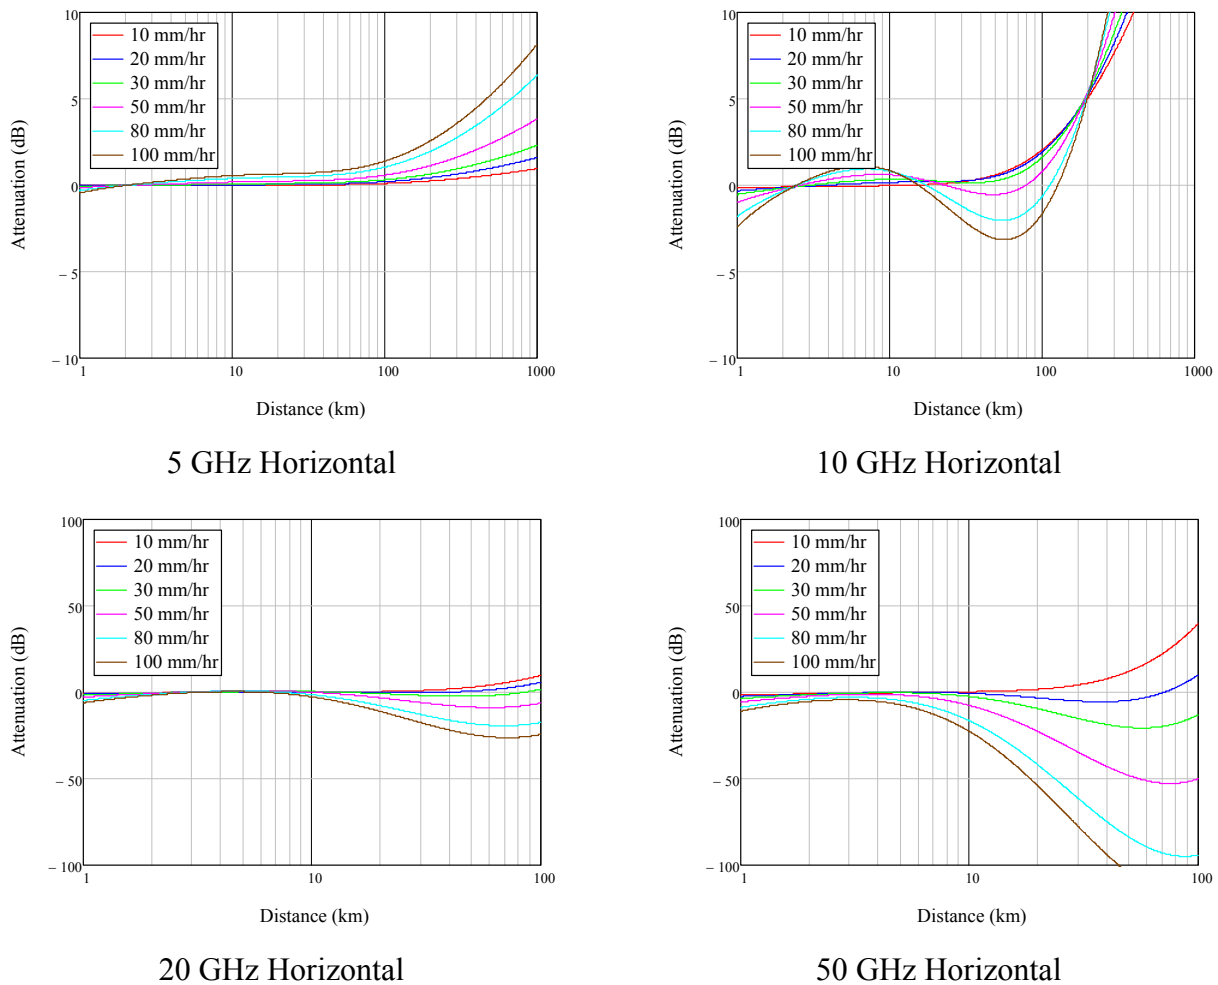 10
5
0
− 5
− 10
Attenuation (dB)
10 mm/hr
20 mm/hr
30 mm/hr
50 mm/hr
80 mm/hr
100 mm/hr
1
10
100
1000
Distance (km)
5 GHz Horizontal
10
5
0
− 5
− 10
Attenuation (dB)
10 mm/hr
20 mm/hr
30 mm/hr
50 mm/hr
80 mm/hr
100 mm/hr
1
10
100
1000
Distance (km)
10 GHz Horizontal
100
50
0
− 50
− 100
Attenuation (dB)
10 mm/hr
20 mm/hr
30 mm/hr
50 mm/hr
80 mm/hr
100 mm/hr
1
10
100
Distance (km)
20 GHz Horizontal
100
50
0
− 50
− 100
Attenuation (dB)
10 mm/hr
20 mm/hr
30 mm/hr
50 mm/hr
80 mm/hr
100 mm/hr
1
10
100
Distance (km)
50 GHz Horizontal